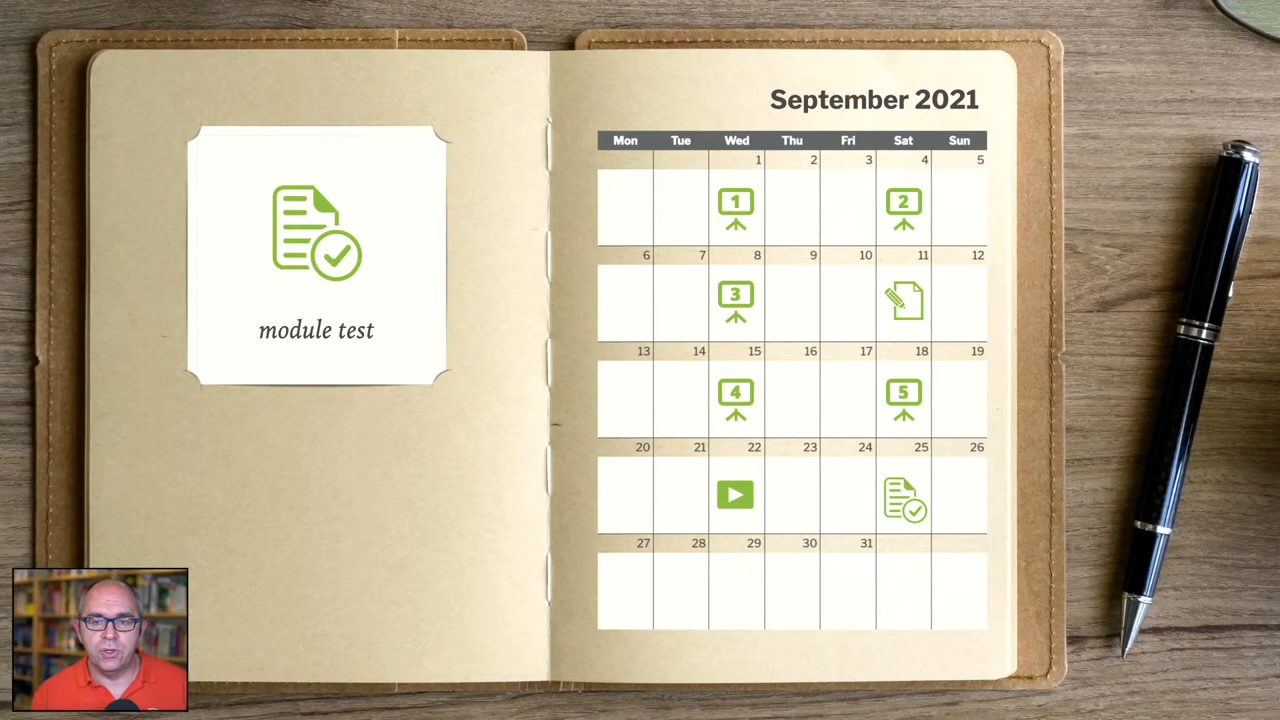 module test
September 2021
Mon Tue Wed Thu Fri Sat Sun
1 2 3 4 5
1 2
6 7 8 9 10 11 12
3
13 14 15 16 17 18 19
4 5
20 21 22 23 24 25 26
27 28 29 30 31